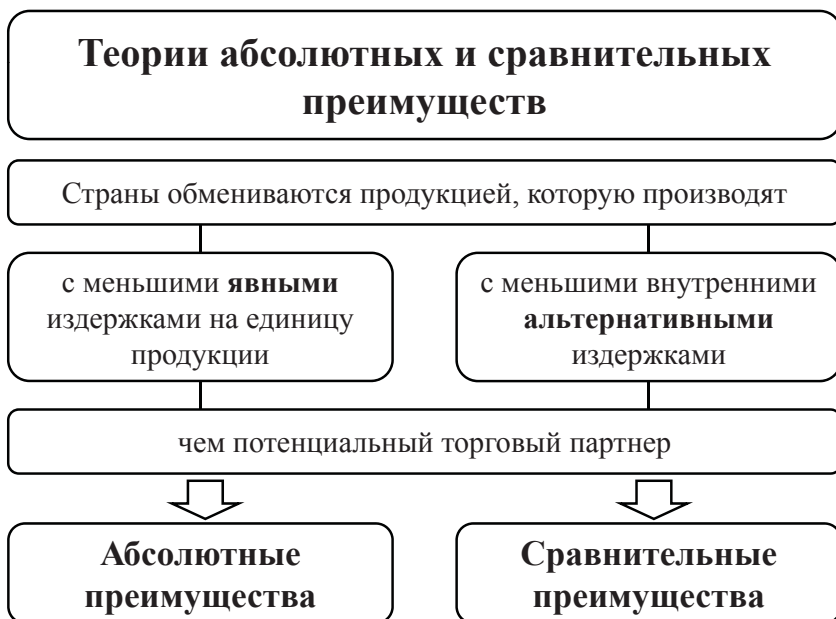 Теории абсолютных и сравнительных
преимуществ
Страны обмениваются продукцией, которую производят
с меньшими явными
издержками на единицу
продукции
с меньшими внутренними
альтернативными
издержками
чем потенциальный торговый партнер
Абсолютные
преимущества
Сравнительные
преимущества